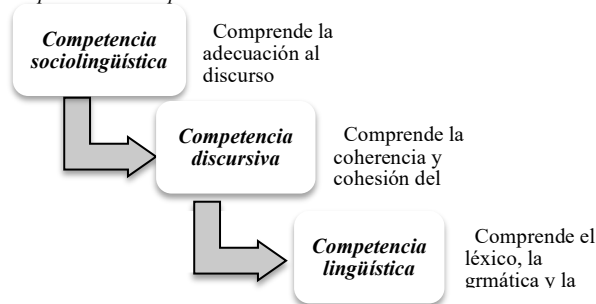 Competencia
sociolingüística
Comprende la
adecuación al
discurso
Competencia
discursiva
Comprende la
coherencia y
cohesión del
Competencia
lingüística
Comprende el
léxico, la
grmática y la